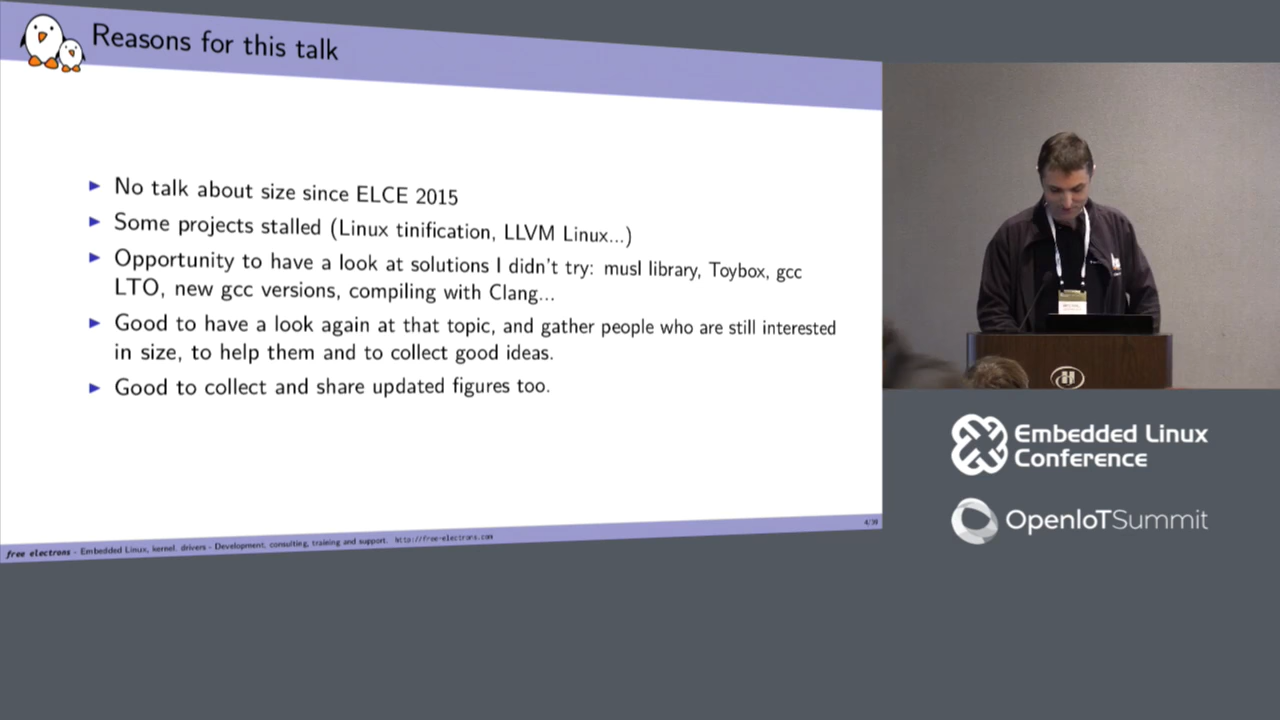 Reasons for this talk
No talk about size since ELCE 2015
Some projects stalled (Linux tinification, LLVM Linux...)
Opportunity to have a look at solutions I didn't try: musl library, Toybox, gcc
LTO, new gcc versions, compiling with Clang...
Good to have a look again at that topic, and gather people who are still interested
in size, to help them and to collect good ideas.
Good to collect and share updated figures too.
4/39
free electrons - Embedded Linux, kernel, drivers - Development, consulting, training and support. http://free-electrons.com
Embedded Linux
Conference
OpenIoTSummit